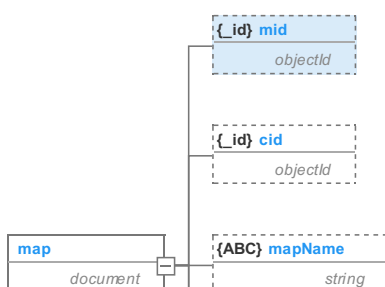 {_id} mid
objectId
{_id} cid
objectId
map
document
{ABC} mapName
string